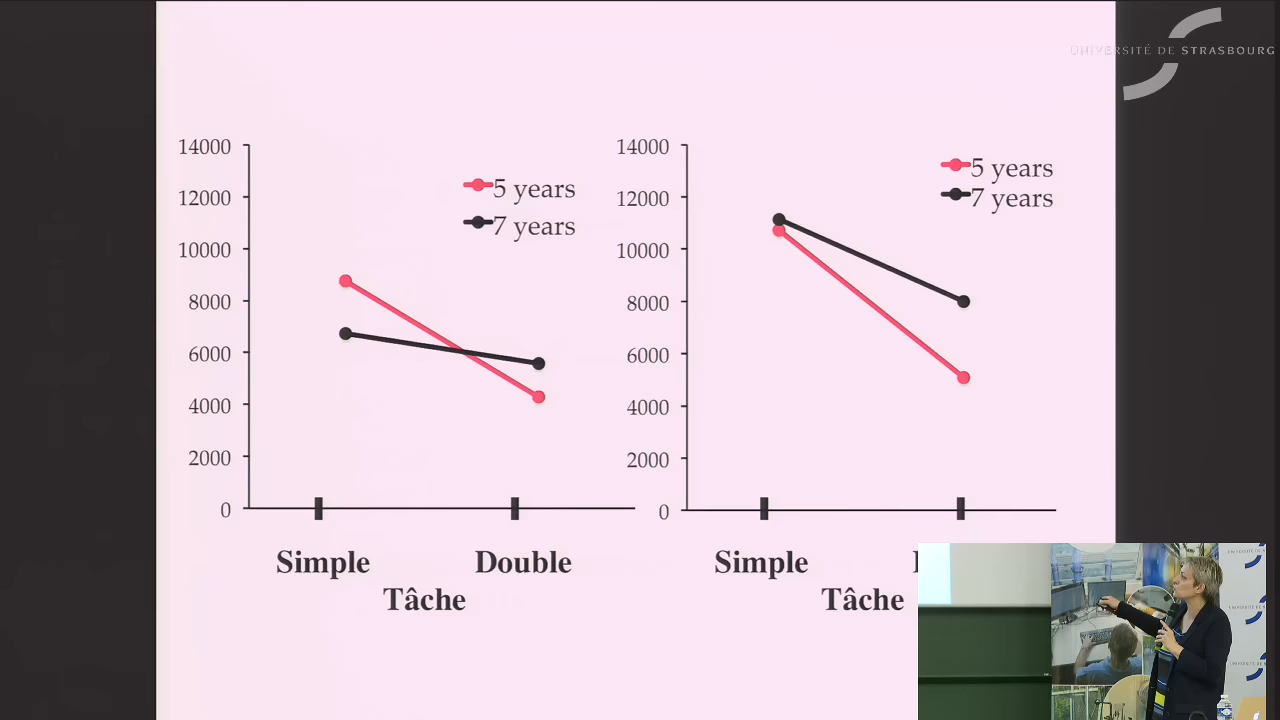 UNIVERSITÉ DE STRASBOURG
14000
12000
10000
8000
6000
4000
2000
0
5 years
7 years
Simple
Double
Tâche
14000
12000
10000
8000
6000
4000
2000
0
5 years
7 years
Simple
Tâche